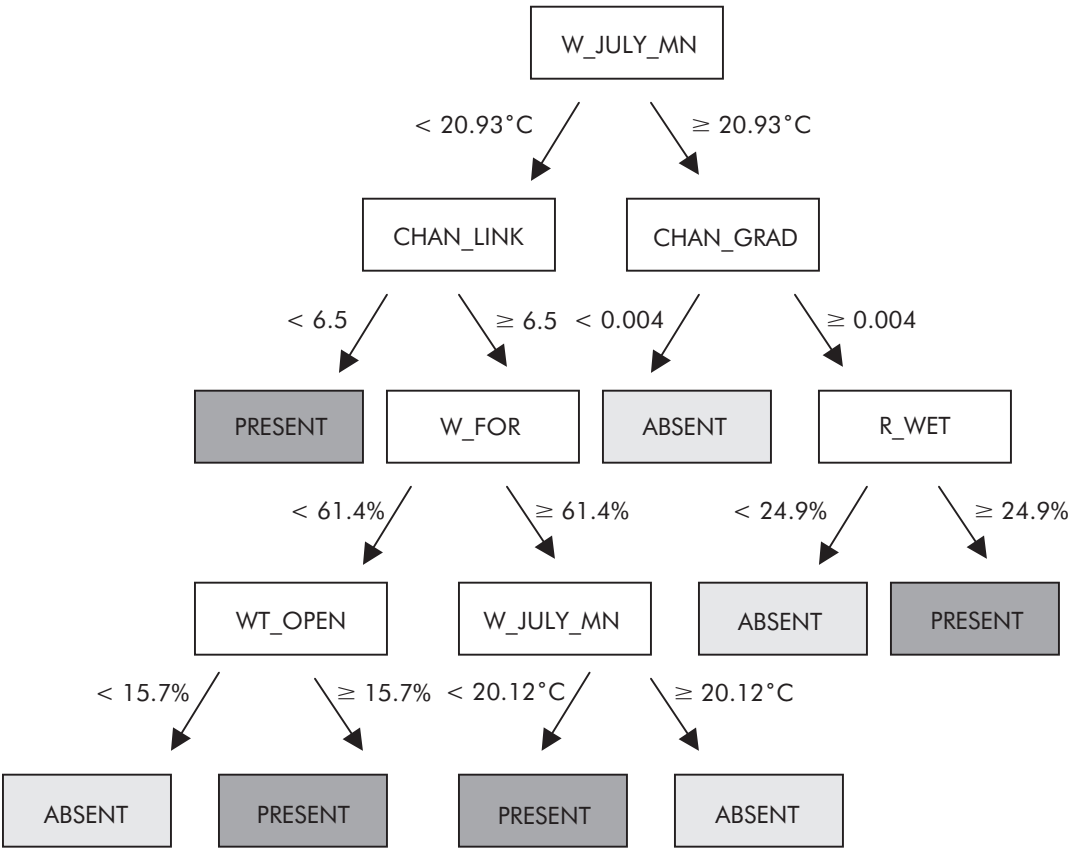 W_JULY_MN
< 20.93°C
≥ 20.93°C
CHAN_LINK
CHAN_GRAD
< 6.5
≥ 6.5
< 0.004
≥ 0.004
PRESENT
W_FOR
ABSENT
R_WET
< 61.4%
≥ 61.4%
< 24.9%
≥ 24.9%
WT_OPEN
W_JULY_MN
ABSENT
PRESENT
< 15.7%
≥ 15.7%
< 20.12°C
≥ 20.12°C
ABSENT
PRESENT
PRESENT
ABSENT